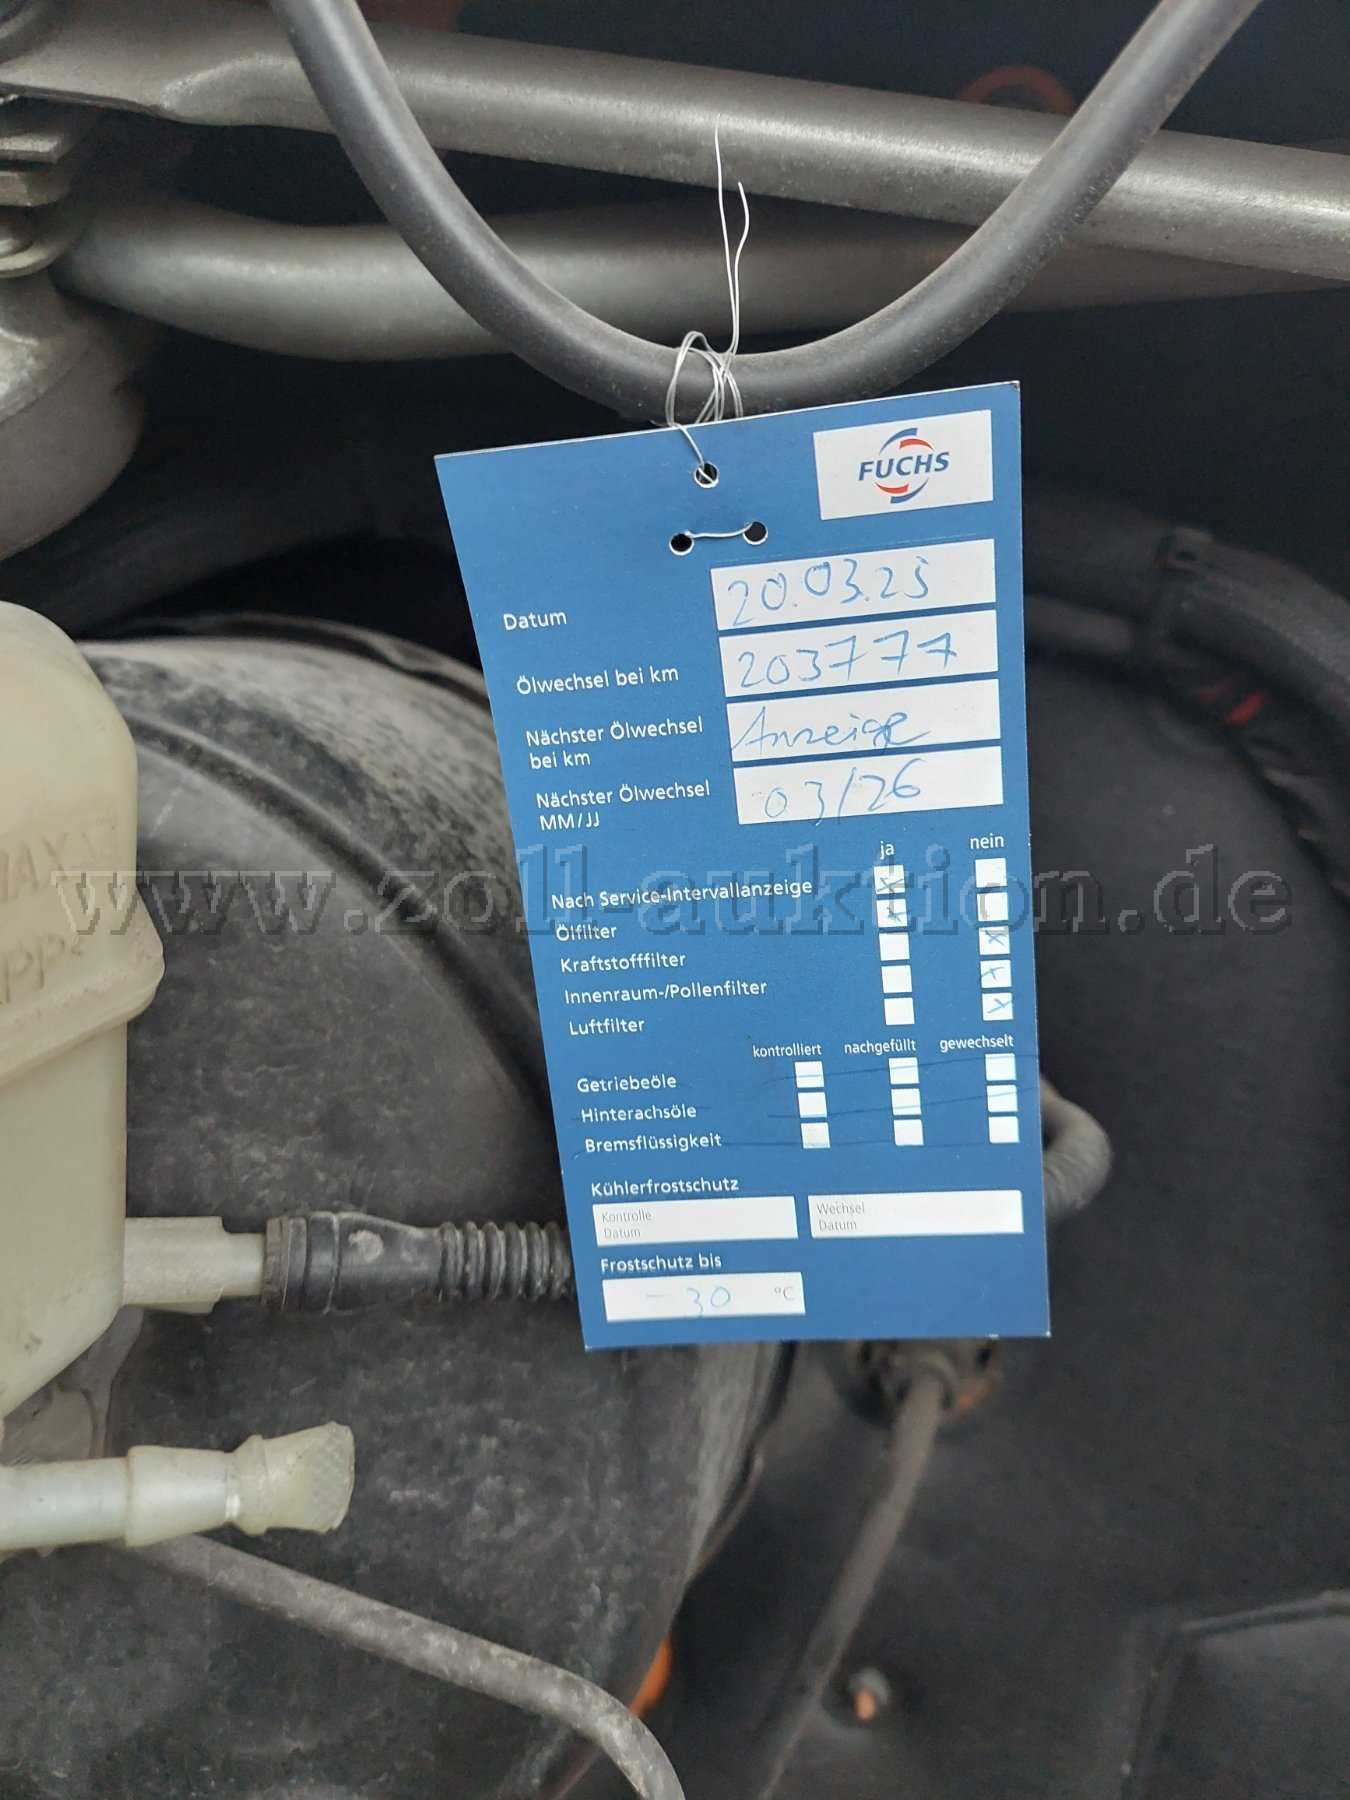 FUCHS
Datum 20.03.25
Ölwechsel bei km 203777
Nächster Ölwechsel bei km Anzeige
Nächster Ölwechsel MM/JJ 03/26
ja nein
Nach Service-Intervallanzeige x
Ölfilter x
Kraftstofffilter x
Innenraum-/Pollenfilter x
Luftfilter x
kontrolliert nachgefüllt gewechselt
Getriebeöle
Hinterachsöle
Bremsflüssigkeit
Kühlerfrostschutz
Kontrolle Datum
Wechsel Datum
Frostschutz bis
-30 °C
MAX
www.zoll-auktion.de